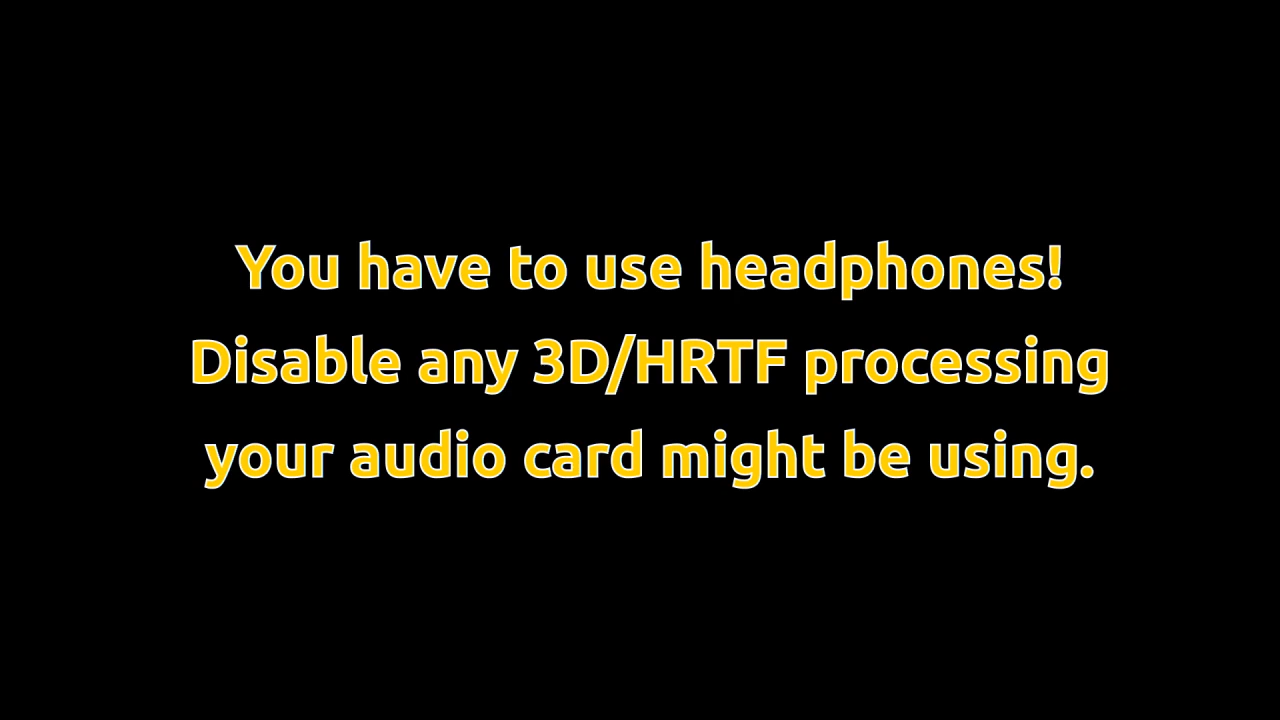 You have to use headphones!
Disable any 3D/HRTF processing
your audio card might be using.